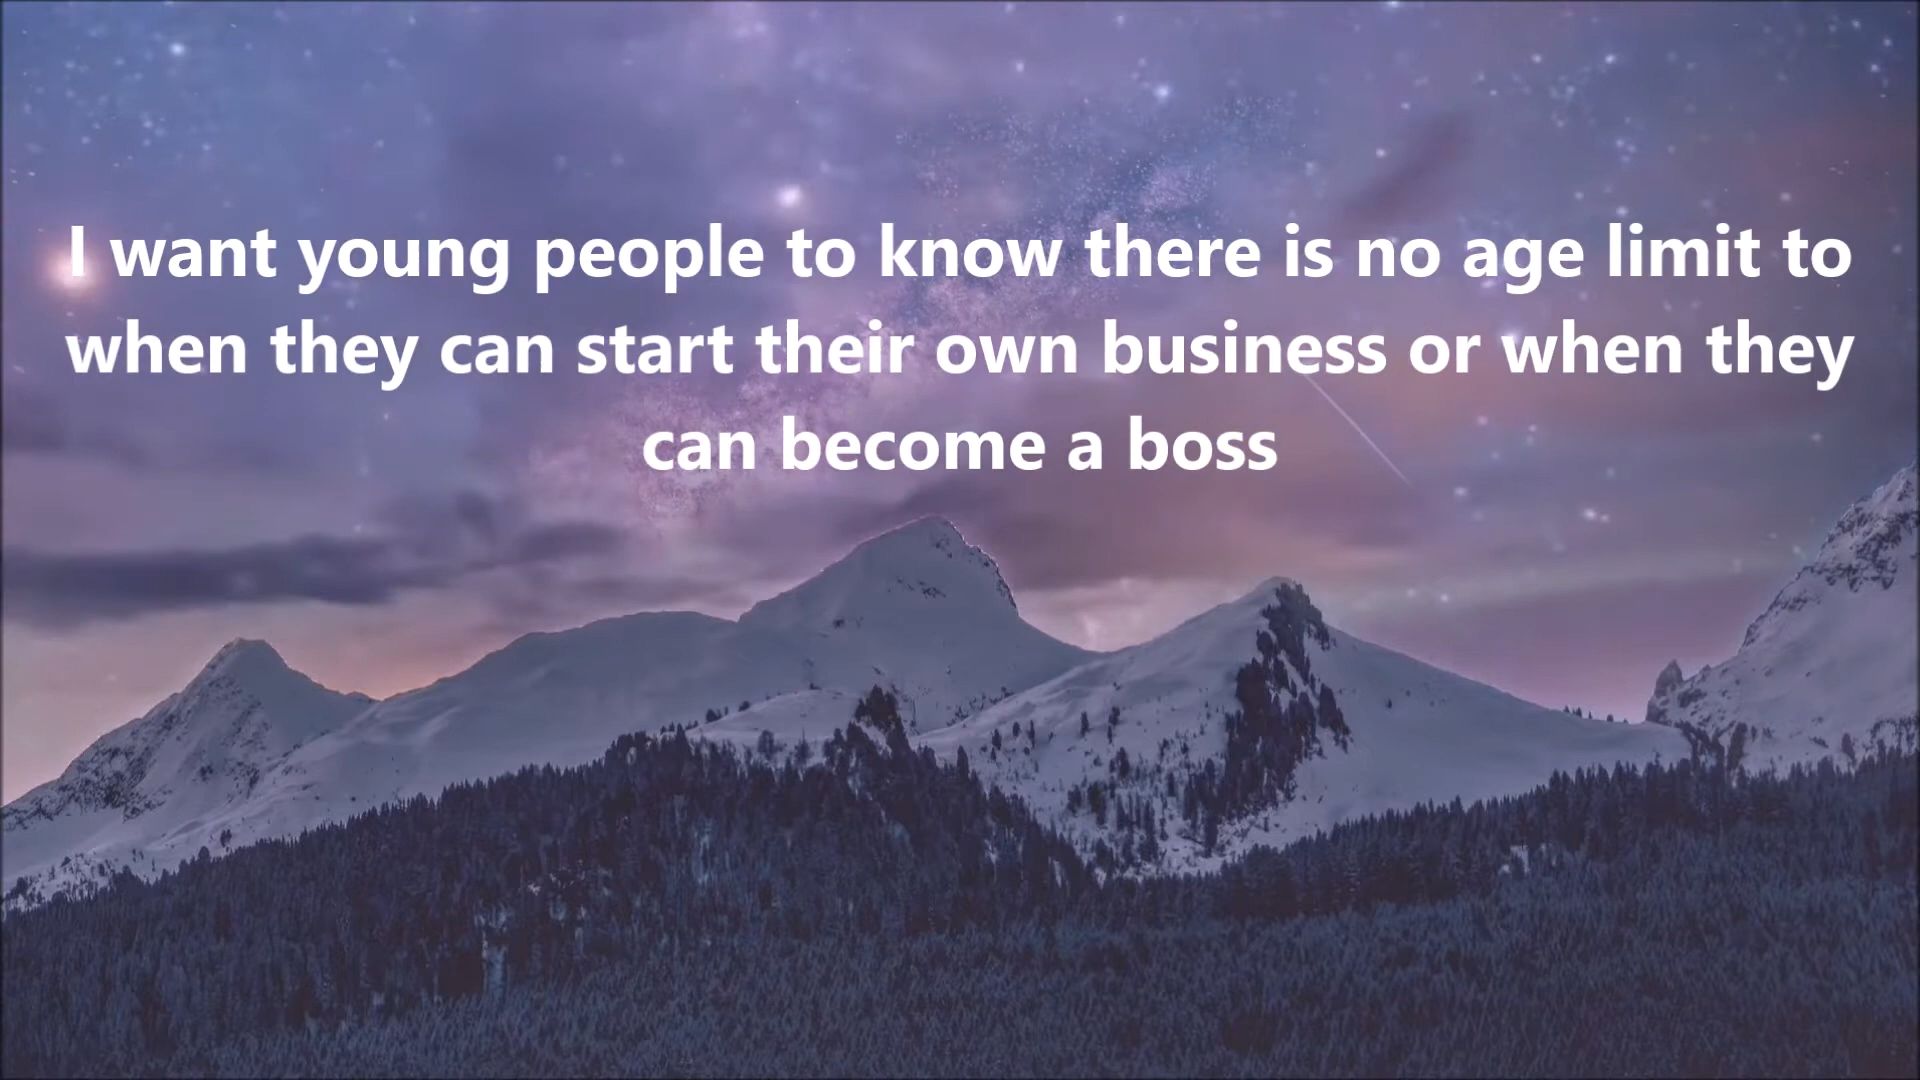 I want young people to know there is no age limit to
when they can start their own business or when they
can become a boss